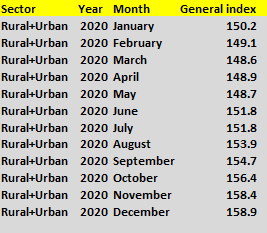 Sector Year Month General index
Rural+Urban 2020 January 150.2
Rural+Urban 2020 February 149.1
Rural+Urban 2020 March 148.6
Rural+Urban 2020 April 148.9
Rural+Urban 2020 May 148.7
Rural+Urban 2020 June 151.8
Rural+Urban 2020 July 151.8
Rural+Urban 2020 August 153.9
Rural+Urban 2020 September 154.7
Rural+Urban 2020 October 156.4
Rural+Urban 2020 November 158.4
Rural+Urban 2020 December 158.9